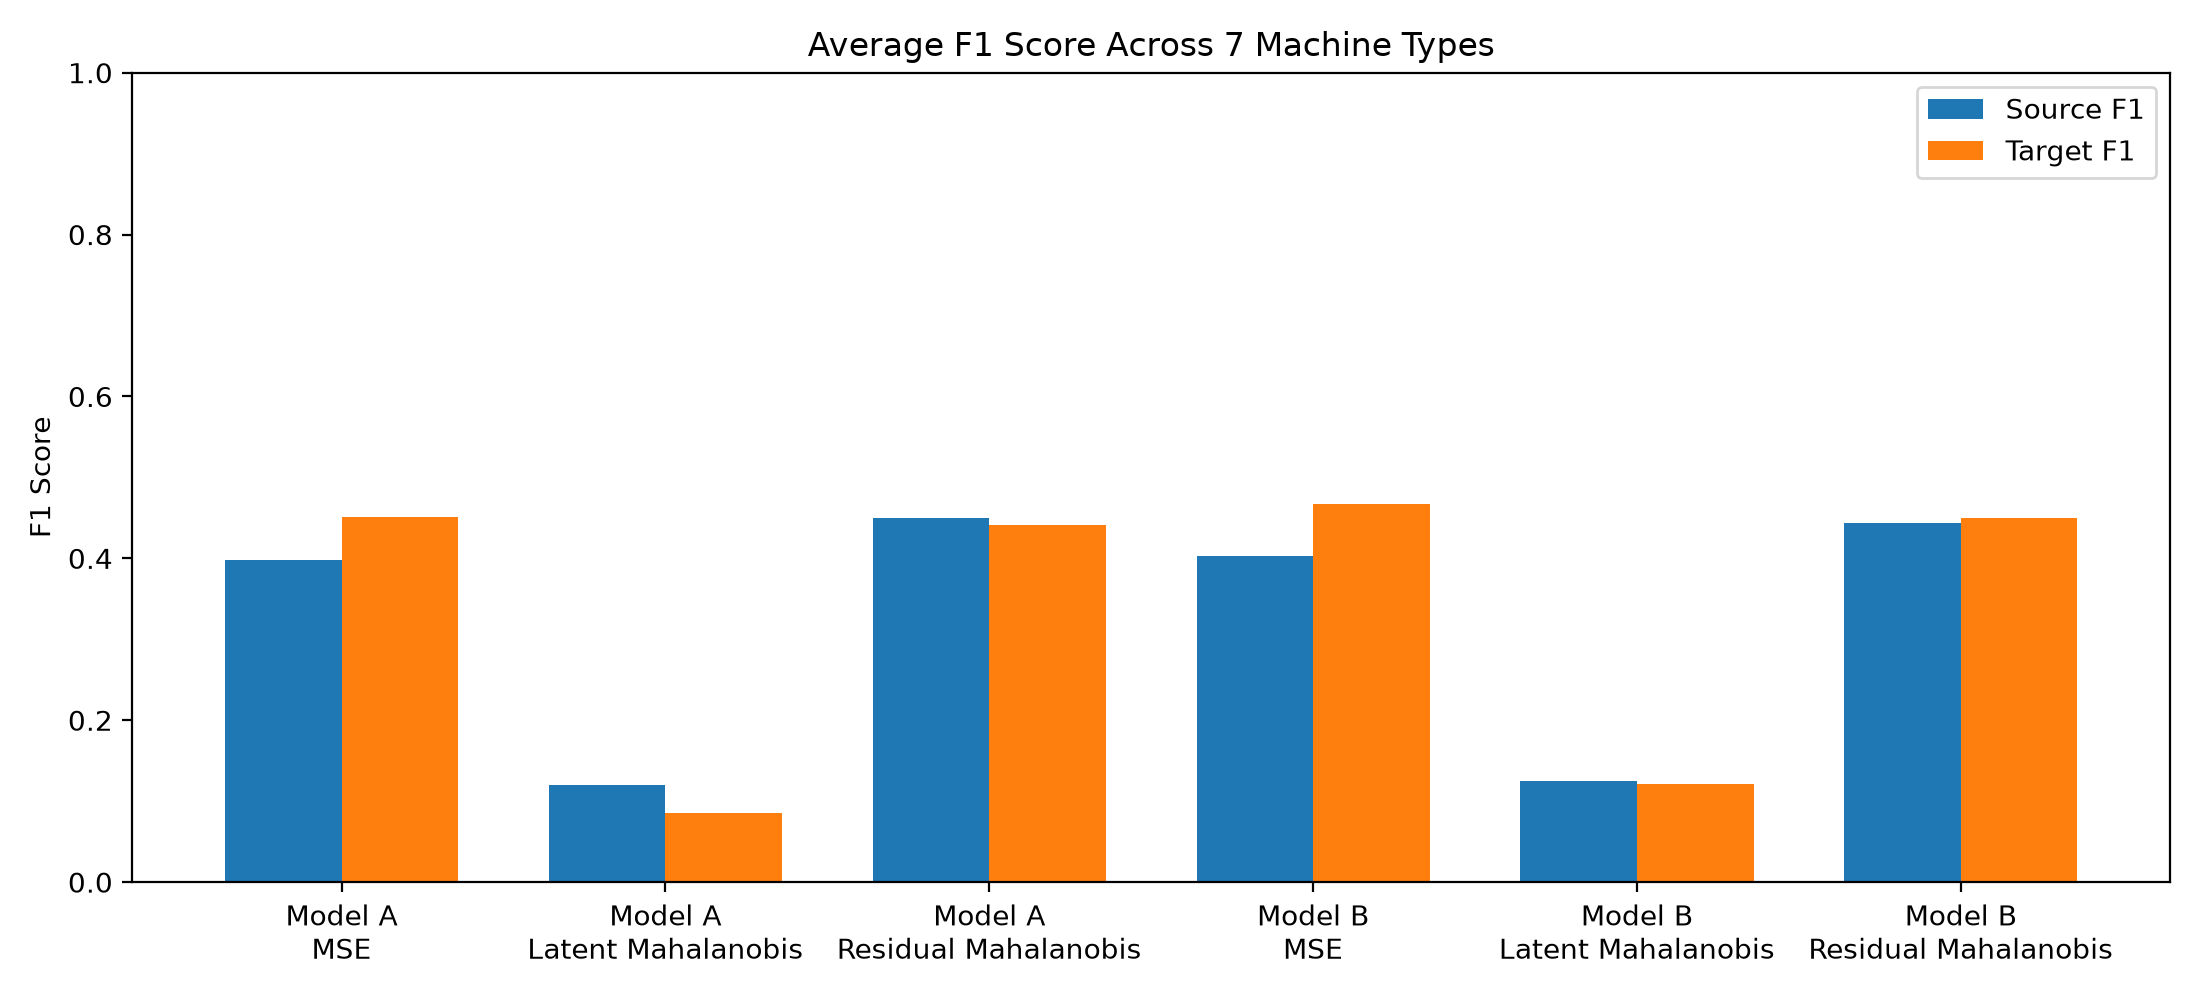 Average F1 Score Across 7 Machine Types
1.0
0.8
0.6
0.4
0.2
0.0
F1 Score
Source F1
Target F1
Model A
MSE
Model A
Latent Mahalanobis
Model A
Residual Mahalanobis
Model B
MSE
Model B
Latent Mahalanobis
Model B
Residual Mahalanobis